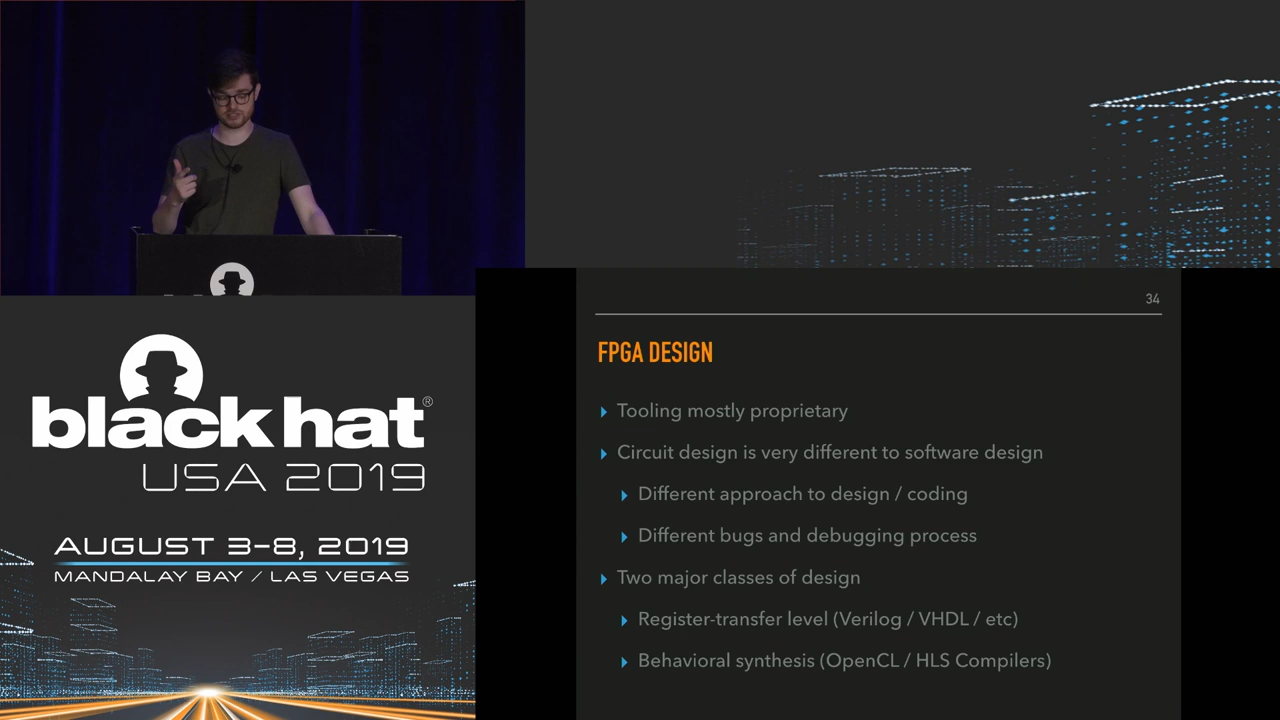 black hat®
USA 2019
AUGUST 3-8, 2019
MANDALAY BAY / LAS VEGAS
34
FPGA DESIGN
Tooling mostly proprietary
Circuit design is very different to software design
Different approach to design / coding
Different bugs and debugging process
Two major classes of design
Register-transfer level (Verilog / VHDL / etc)
Behavioral synthesis (OpenCL / HLS Compilers)